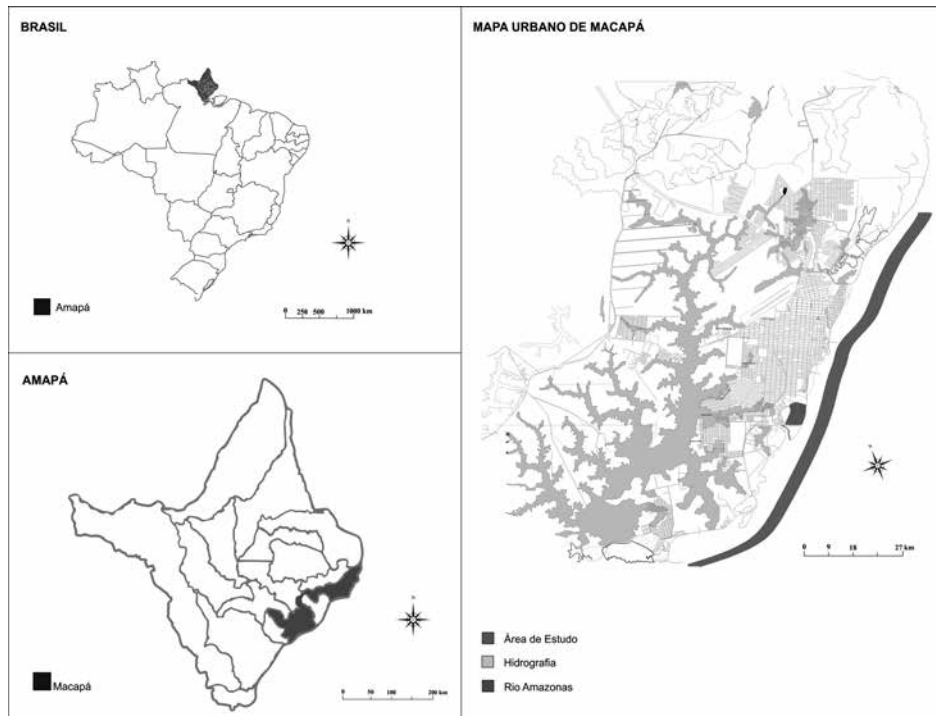 BRASIL
Amapá
0 250 500 1000 km
AMAPÁ
Macapá
0 50 100 200 km
MAPA URBANO DE MACAPÁ
0 9 18 27 km
Àrea de Estudo
Hidrografia
Rio Amazonas